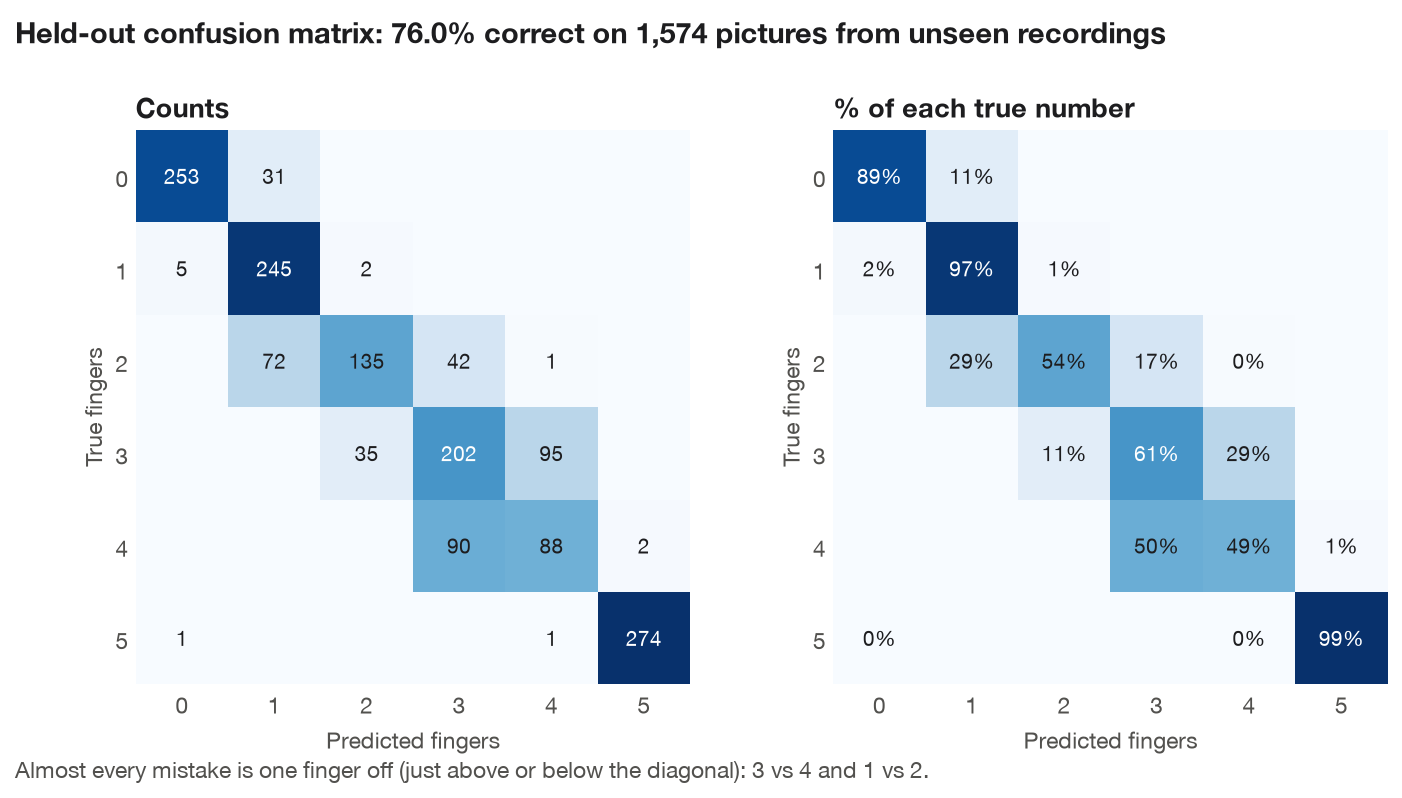 Held-out confusion matrix: 76.0% correct on 1,574 pictures from unseen recordings
Counts
% of each true number
True fingers
0 253 31
1 5 245 2
2 72 135 42 1
3 35 202 95
4 90 88 2
5 1 1 274
0 1 2 3 4 5
Predicted fingers
True fingers
0 89% 11%
1 2% 97% 1%
2 29% 54% 17% 0%
3 11% 61% 29%
4 50% 49% 1%
5 0% 0% 99%
0 1 2 3 4 5
Predicted fingers
Almost every mistake is one finger off (just above or below the diagonal): 3 vs 4 and 1 vs 2.